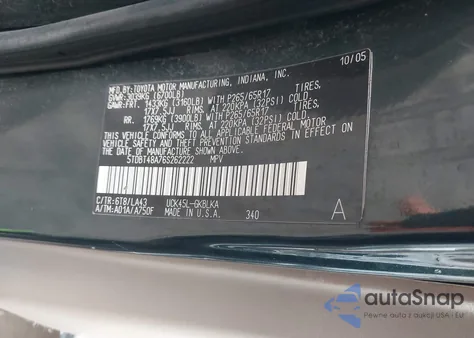 10/05
MFD.BY:TOYOTA MOTOR MANUFACTURING, INDIANA, INC.
GVWR:3039KG (6700LB)
GAWR:FRT. 1433KG (3160LB) WITH P265/65R17 TIRES,
17X7.5JJ RIMS, AT 220KPA (32PSI) COLD.
RR. 1769KG (3900LB) WITH P265/65R17 TIRES,
17X7.5JJ RIMS, AT 220KPA (32PSI) COLD.
THIS VEHICLE CONFORMS TO ALL APPLICABLE FEDERAL MOTOR
VEHICLE SAFETY AND THEFT PREVENTION STANDARDS IN
EFFECT ON THE DATE OF MANUFACTURE SHOWN ABOVE.
5TDBT48A76S262222 MPV
C/TR:6T8/LA43 UCK45L-GKBLKA
A/TM:A01A/A750F MADE IN U.S.A. 340 A
autoSnap
Pewne auta z aukcji USA i EU